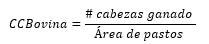 CCBovina = # cabezas ganado / Área de pastos